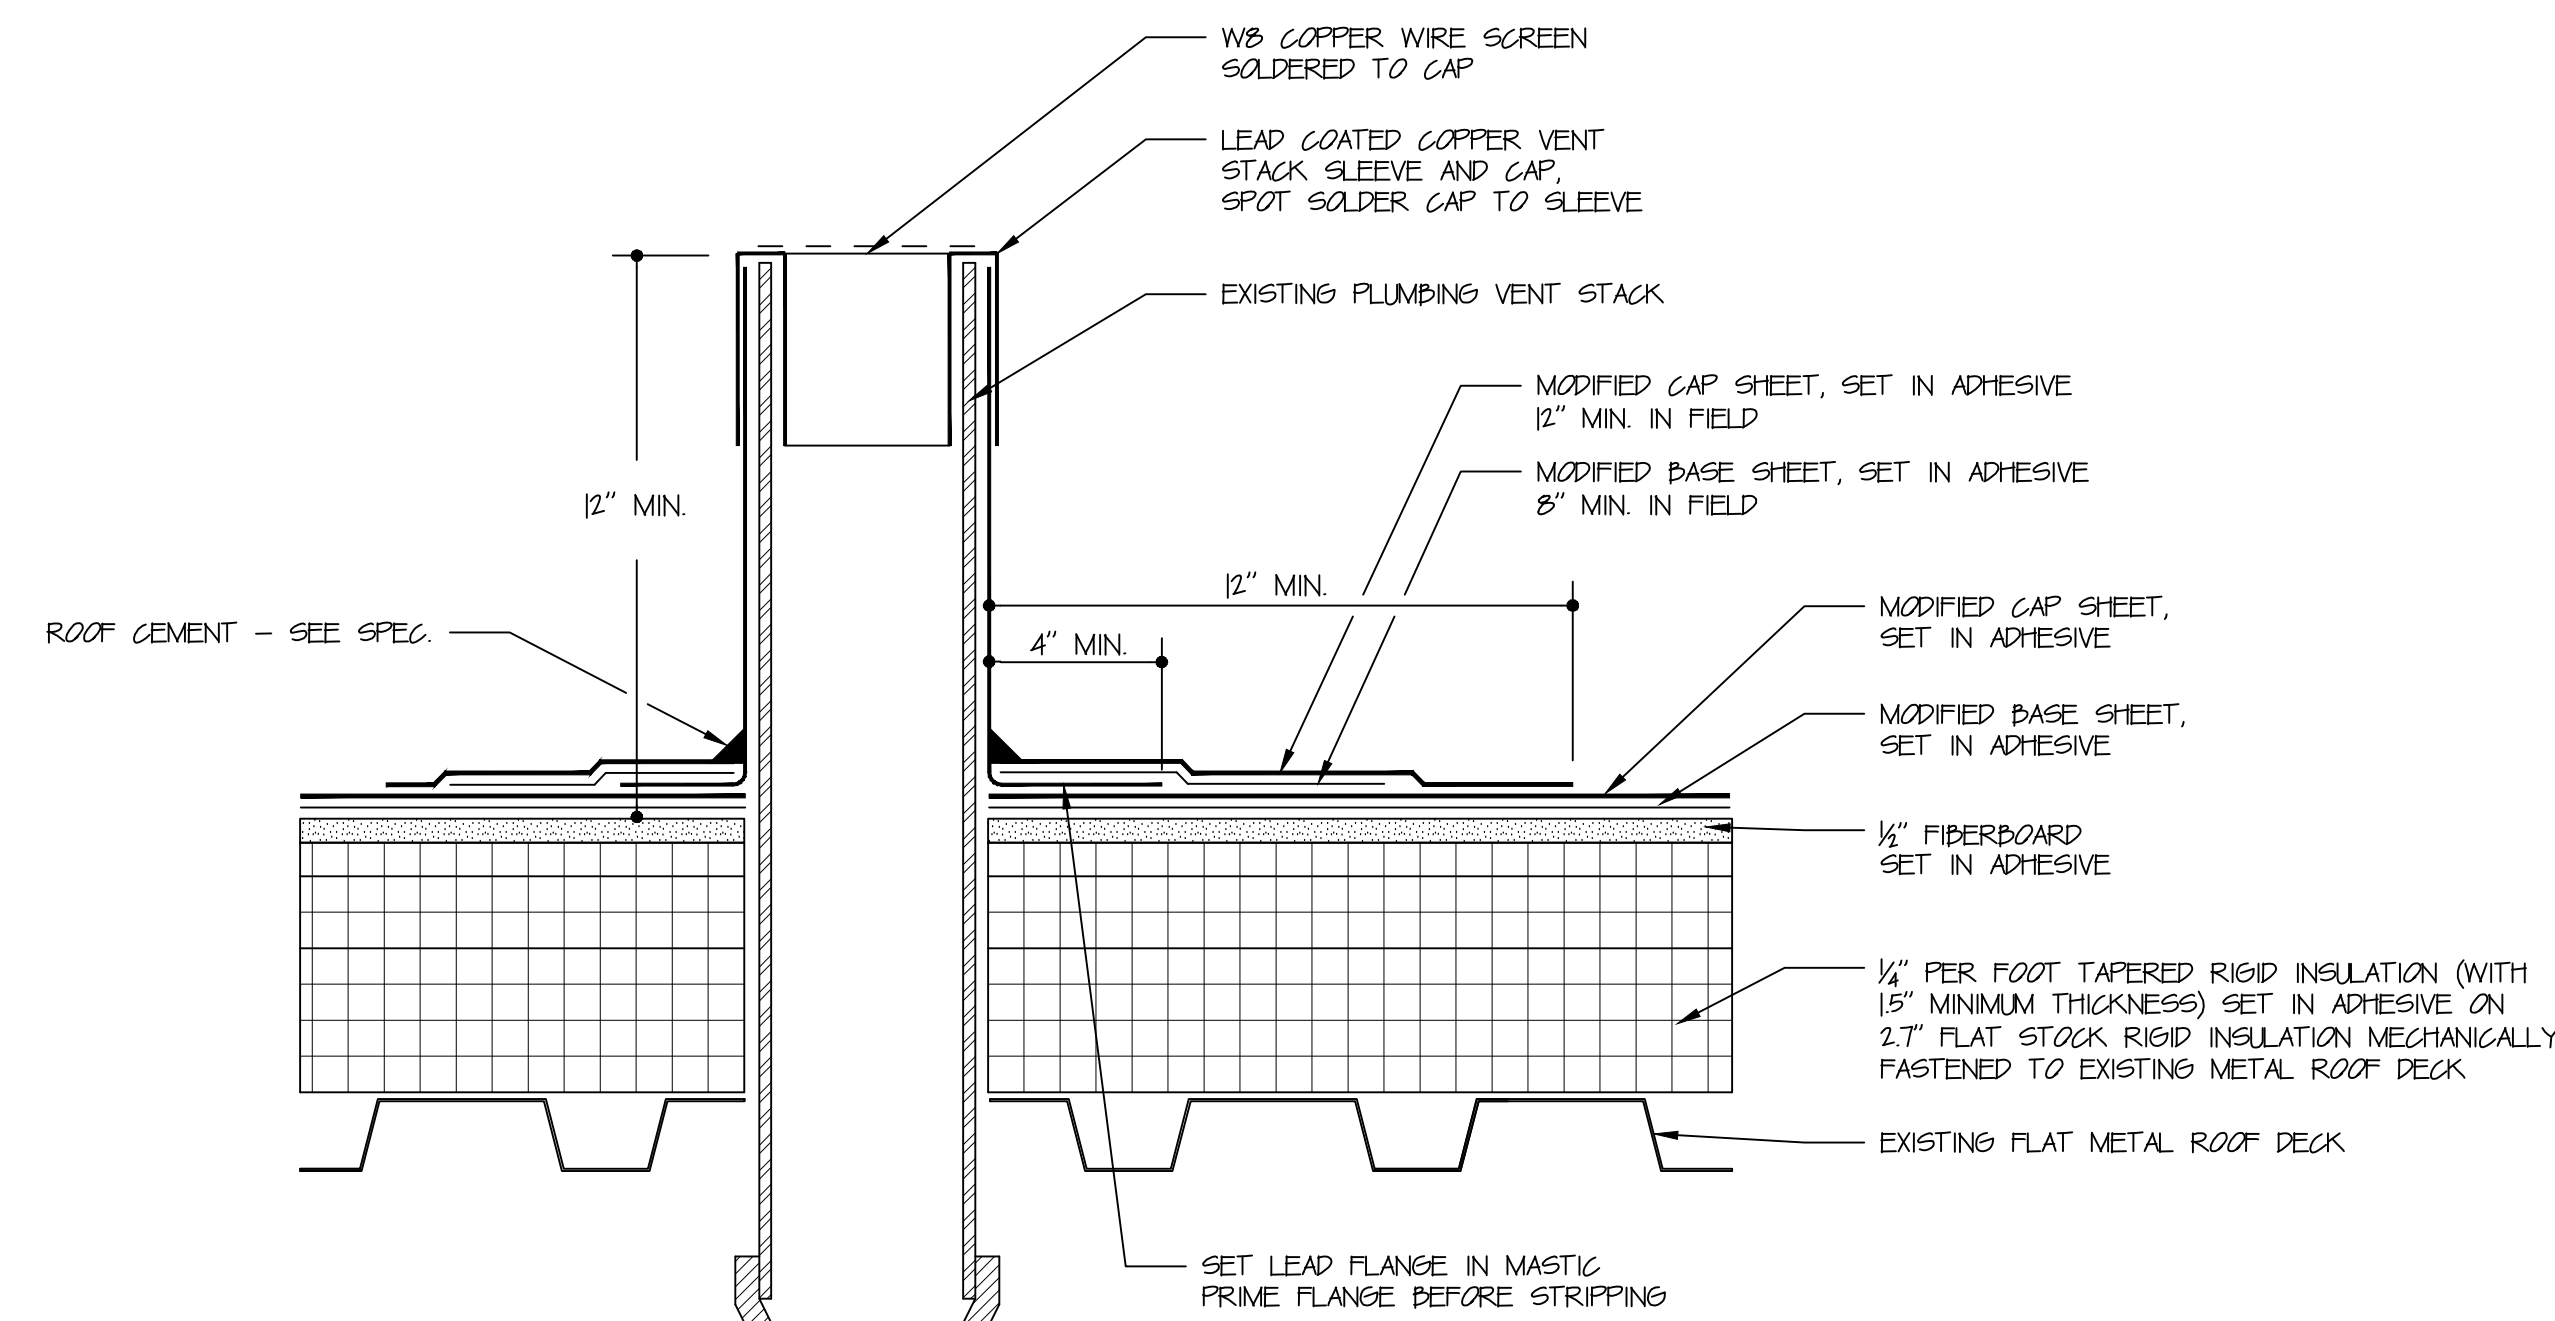 W8 COPPER WIRE SCREEN
SOLDERED TO CAP
LEAD COATED COPPER VENT
STACK SLEEVE AND CAP,
SPOT SOLDER CAP TO SLEEVE
EXISTING PLUMBING VENT STACK
MODIFIED CAP SHEET, SET IN ADHESIVE
12" MIN. IN FIELD
MODIFIED BASE SHEET, SET IN ADHESIVE
8" MIN. IN FIELD
12" MIN.
12" MIN.
4" MIN.
ROOF CEMENT - SEE SPEC.
MODIFIED CAP SHEET,
SET IN ADHESIVE
MODIFIED BASE SHEET,
SET IN ADHESIVE
½" FIBERBOARD
SET IN ADHESIVE
¼" PER FOOT TAPERED RIGID INSULATION (WITH
1.5" MINIMUM THICKNESS) SET IN ADHESIVE ON
2.7" FLAT STOCK RIGID INSULATION MECHANICALLY
FASTENED TO EXISTING METAL ROOF DECK
EXISTING FLAT METAL ROOF DECK
SET LEAD FLANGE IN MASTIC
PRIME FLANGE BEFORE STRIPPING